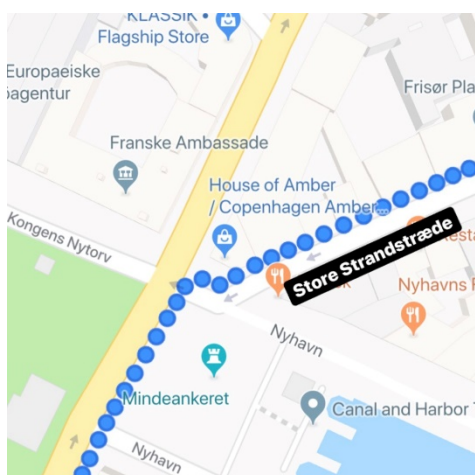 KLASSIK •
Flagship Store
Europaeiske
Franske Ambassade
Frisør Pla
House of Amber
/ Copenhagen Amber...
Kongens Nytorv
Store Strandstræde
Nyhavns
Nyhavn
Mindeankeret
Canal and Harbor
Nyhavn